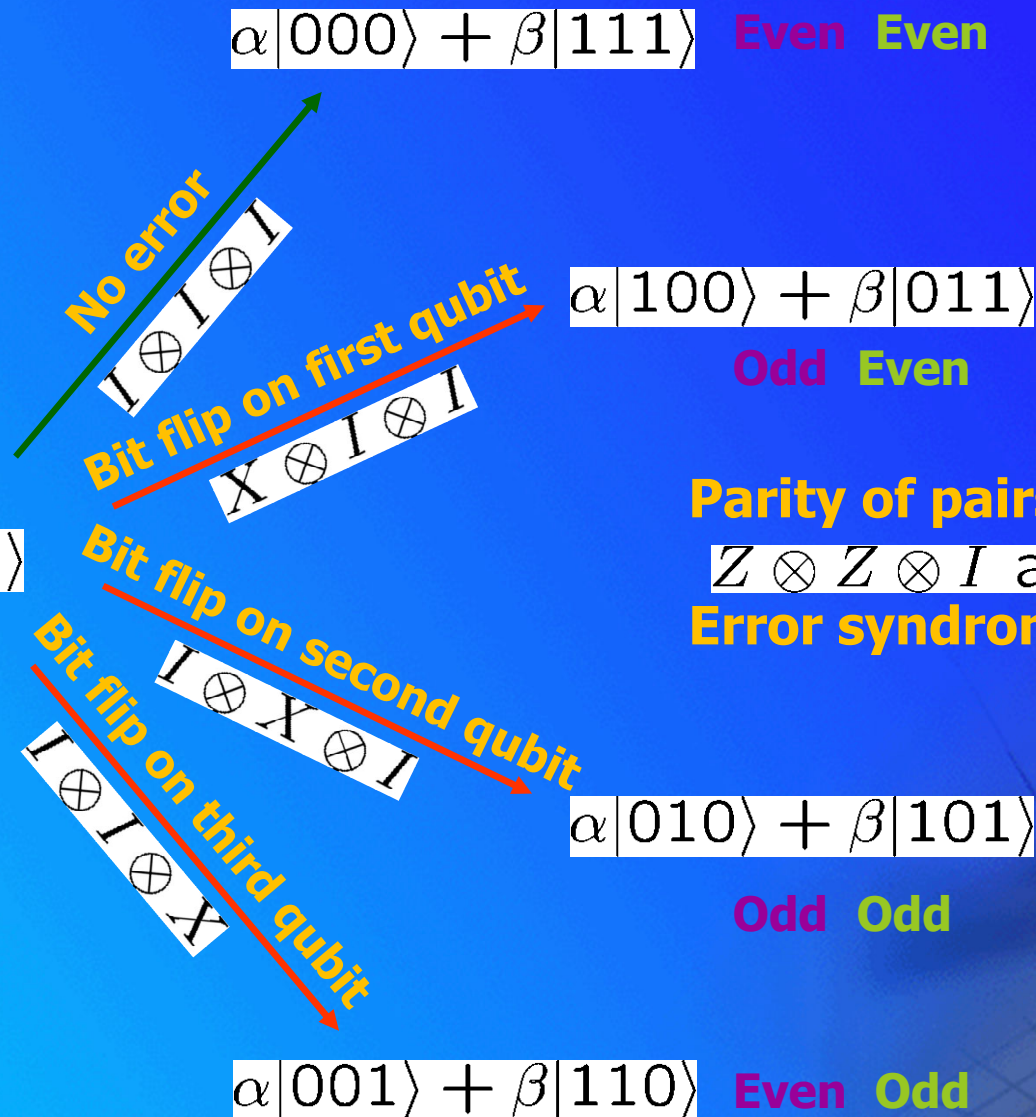 α|000⟩ + β|111⟩ Even Even
No error
I ⊗ I ⊗ I
Bit flip on first qubit
X ⊗ I ⊗ I
α|100⟩ + β|011⟩
Odd Even
Parity of pair
Z ⊗ Z ⊗ I
⟩
Error syndro
Bit flip on second qubit
I ⊗ X ⊗ I
Bit flip on third qubit
I ⊗ I ⊗ X
α|010⟩ + β|101⟩
Odd Odd
α|001⟩ + β|110⟩ Even Odd